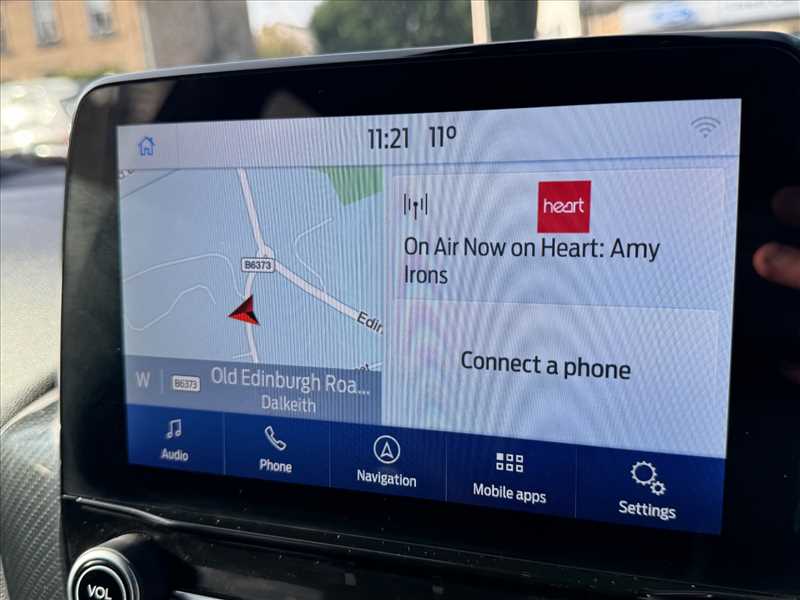 11:21 11°
heart
On Air Now on Heart: Amy
Irons
B6373
Edin
W B6373 Old Edinburgh Roa...
Dalkeith
Connect a phone
Audio
Phone
Navigation
Mobile apps
Settings
VOL